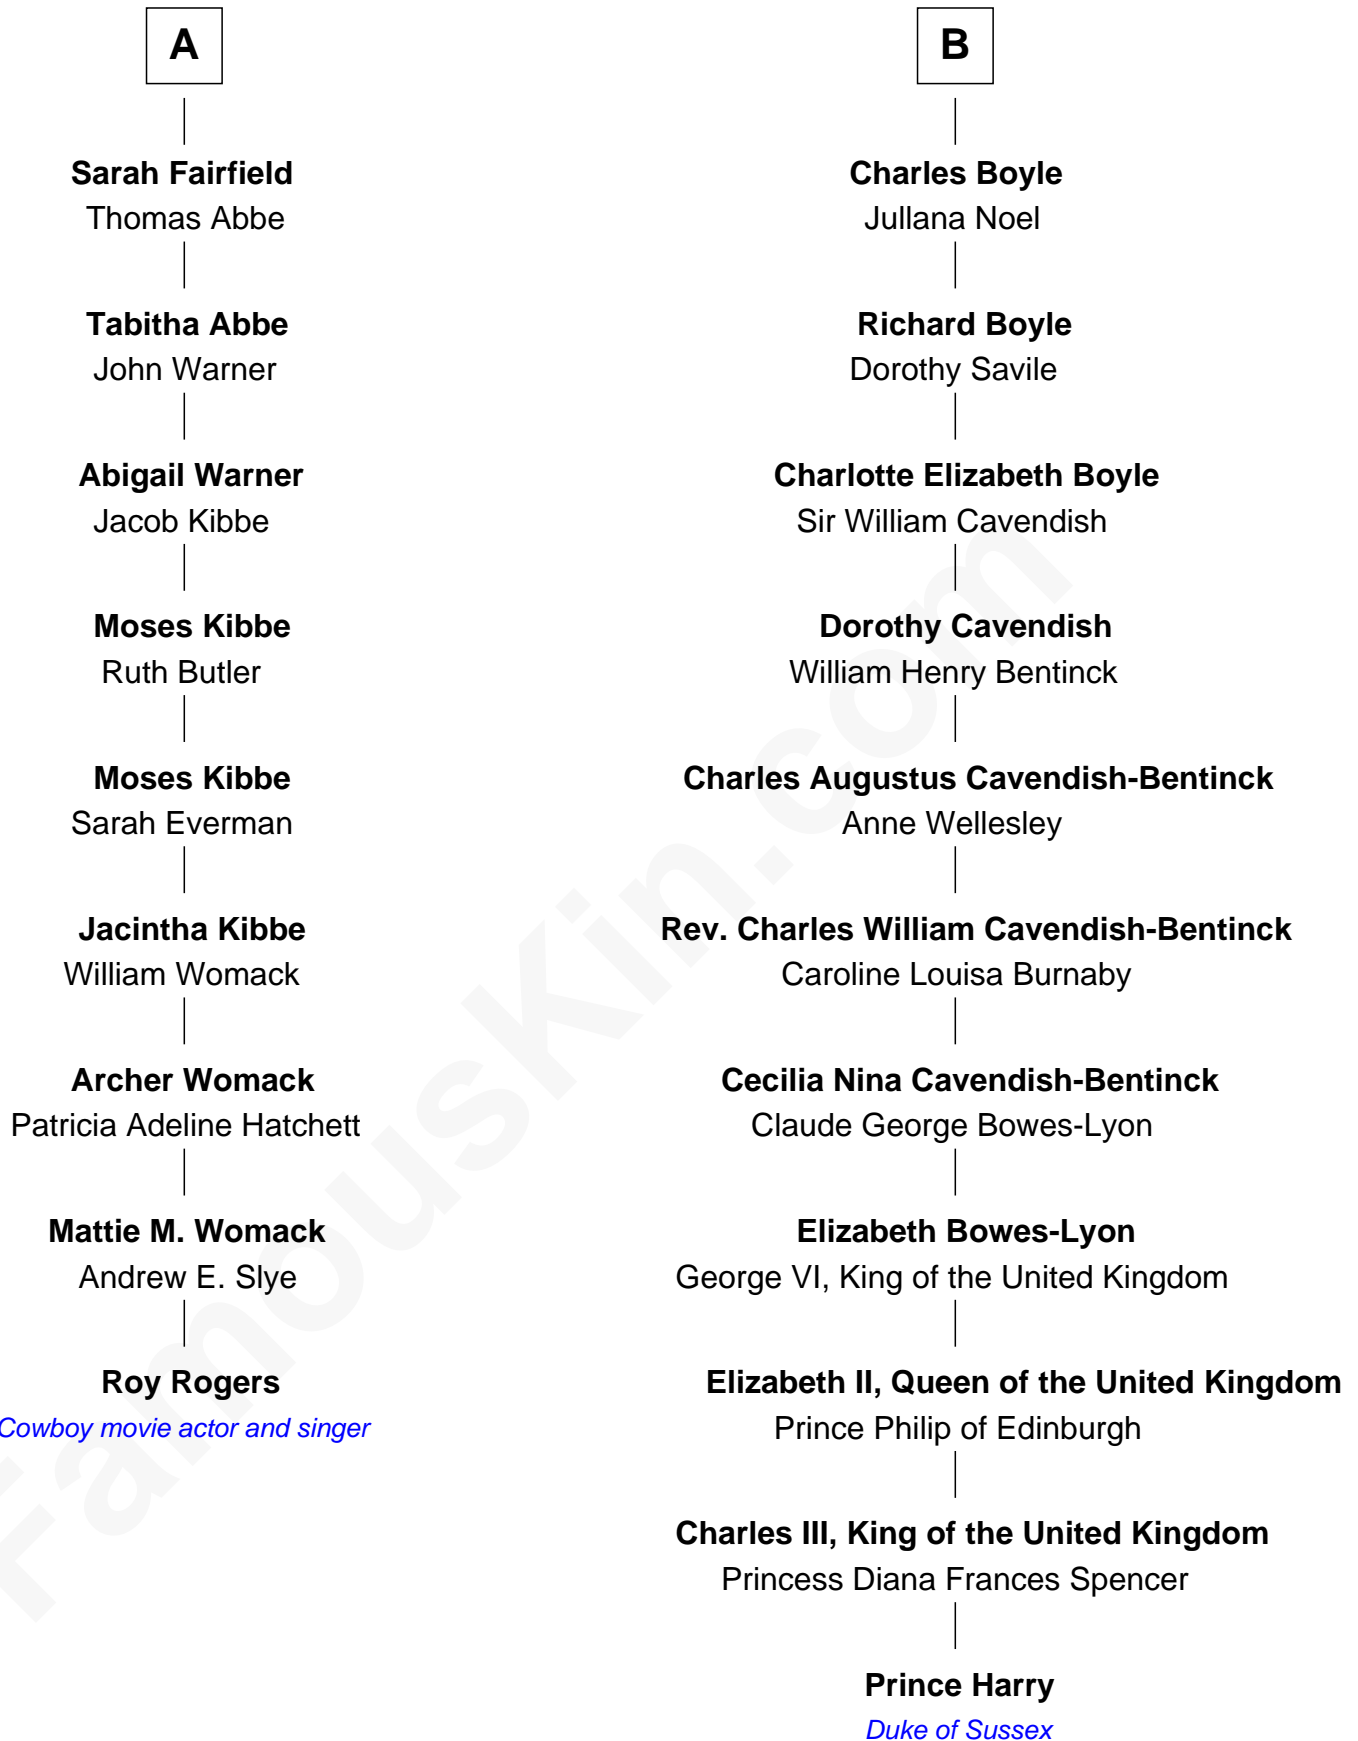 A
Sarah Fairfield
Thomas Abbe
Tabitha Abbe
John Warner
Abigail Warner
Jacob Kibbe
Moses Kibbe
Ruth Butler
Moses Kibbe
Sarah Everman
Jacintha Kibbe
William Womack
Archer Womack
Patricia Adeline Hatchett
Mattie M. Womack
Andrew E. Slye
Roy Rogers
Cowboy movie actor and singer
B
Charles Boyle
Jullana Noel
Richard Boyle
Dorothy Savile
Charlotte Elizabeth Boyle
Sir William Cavendish
Dorothy Cavendish
William Henry Bentinck
Charles Augustus Cavendish-Bentinck
Anne Wellesley
Rev. Charles William Cavendish-Bentinck
Caroline Louisa Burnaby
Cecilia Nina Cavendish-Bentinck
Claude George Bowes-Lyon
Elizabeth Bowes-Lyon
George VI, King of the United Kingdom
Elizabeth II, Queen of the United Kingdom
Prince Philip of Edinburgh
Charles III, King of the United Kingdom
Princess Diana Frances Spencer
Prince Harry
Duke of Sussex
FamousKin.com